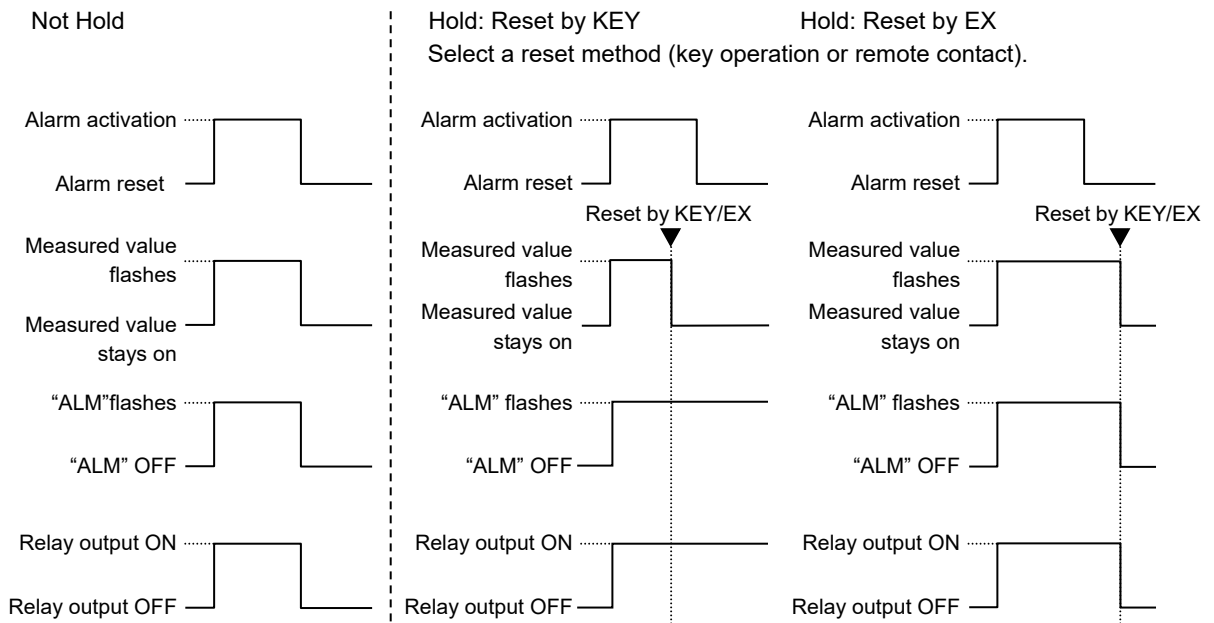 Not Hold
Hold: Reset by KEY
Hold: Reset by EX
Select a reset method (key operation or remote contact).
Alarm activation
Alarm reset
Measured value
flashes
Measured value
stays on
“ALM”flashes
“ALM” OFF
Relay output ON
Relay output OFF
Alarm activation
Alarm reset
Reset by KEY/EX
Measured value
flashes
Measured value
stays on
“ALM” flashes
“ALM” OFF
Relay output ON
Relay output OFF
Alarm activation
Alarm reset
Reset by KEY/EX
Measured value
flashes
Measured value
stays on
“ALM” flashes
“ALM” OFF
Relay output ON
Relay output OFF